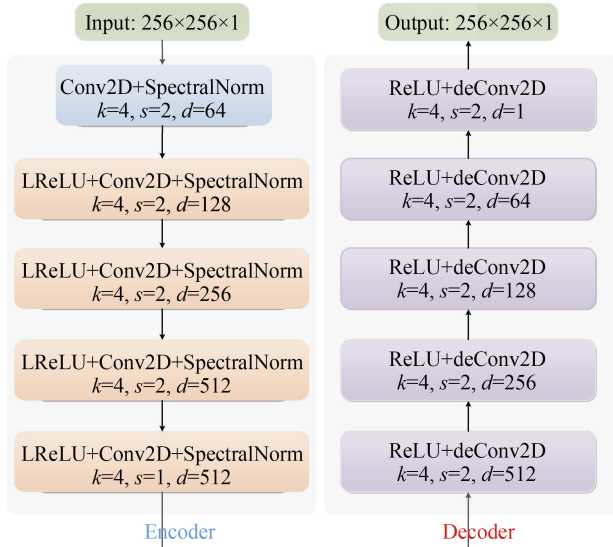 Input: 256×256×1
Conv2D+SpectralNorm
k=4, s=2, d=64
LReLU+Conv2D+SpectralNorm
k=4, s=2, d=128
LReLU+Conv2D+SpectralNorm
k=4, s=2, d=256
LReLU+Conv2D+SpectralNorm
k=4, s=2, d=512
LReLU+Conv2D+SpectralNorm
k=4, s=1, d=512
Encoder
Output: 256×256×1
ReLU+deConv2D
k=4, s=2, d=1
ReLU+deConv2D
k=4, s=2, d=64
ReLU+deConv2D
k=4, s=2, d=128
ReLU+deConv2D
k=4, s=2, d=256
ReLU+deConv2D
k=4, s=2, d=512
Decoder